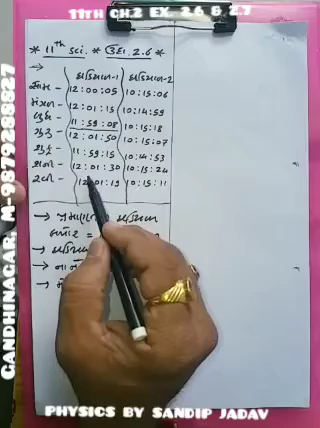 11TH CH.2 EX. 2.6 & 2.7
* 11th Sci. * ઉદા. 2.6 *
→ ઘડિયાળ-1 ઘડિયાળ-2
સોમ - 12:00:05 10:15:06
મંગળ - 12:01:15 10:14:59
બુધ - 11:59:08 10:15:18
ગુરુ - 12:01:50 10:15:07
શુક્ર - 11:59:15 10:14:53
શનિ - 12:01:30 10:15:24
રવિ - 12:01:19 10:15:11
→ ઘડિયાળ
નંબર =
→
→
→
GANDHINAGAR M-9879288827
PHYSICS BY SANDIP JADAV